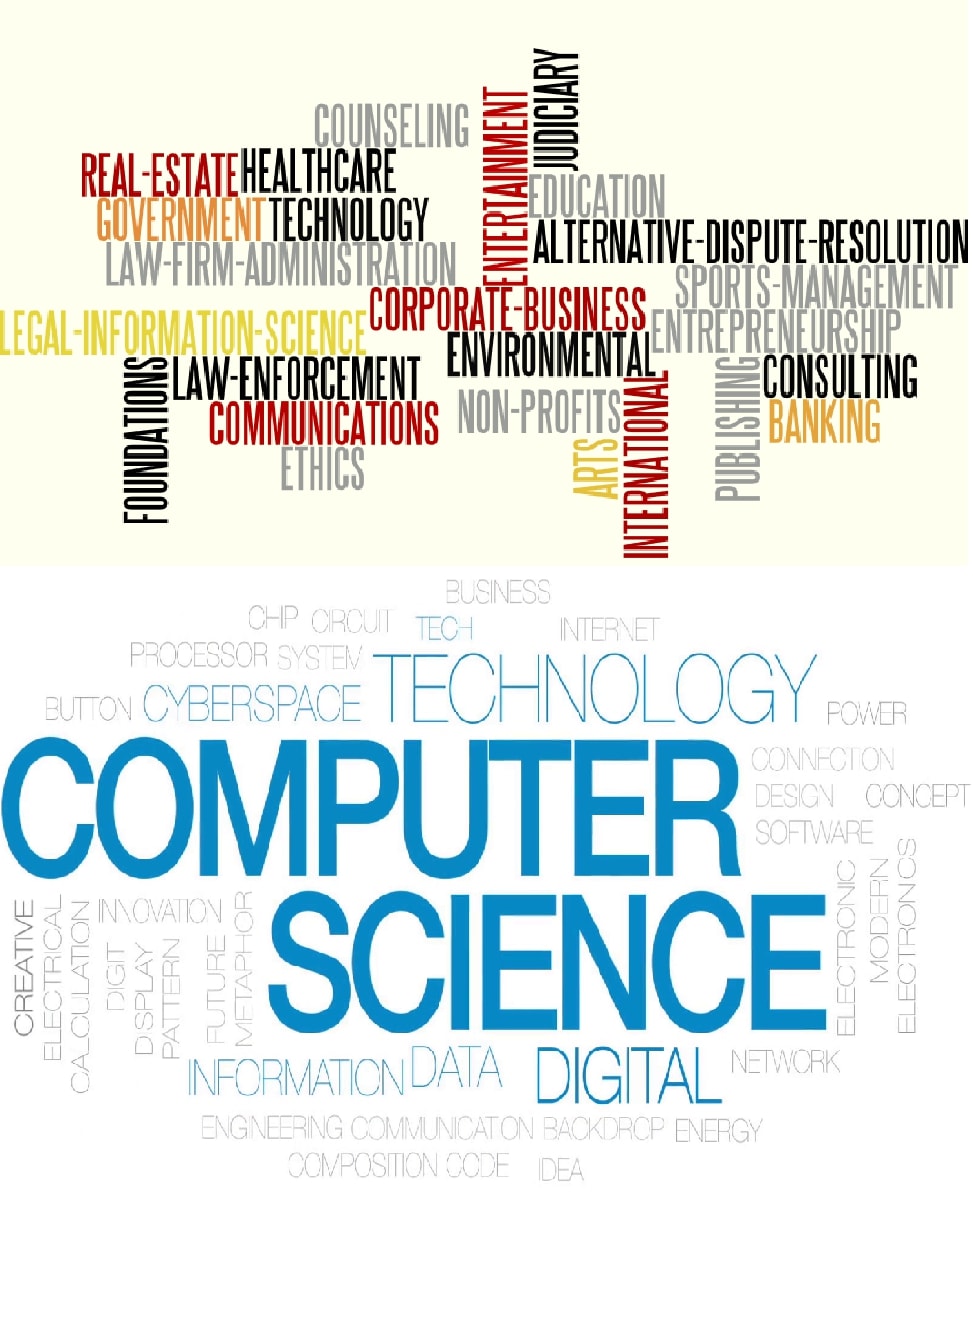 JUDICIARY
ENTERTAINMENT
COUNSELING
REAL-ESTATE HEALTHCARE
EDUCATION
GOVERNMENT TECHNOLOGY
ALTERNATIVE-DISPUTE-RESOLUTION
LAW-FIRM-ADMINISTRATION
SPORTS-MANAGEMENT
CORPORATE-BUSINESS
LEGAL-INFORMATION-SCIENCE
ENTREPRENEURSHIP
ENVIRONMENTAL
FOUNDATIONS
LAW-ENFORCEMENT
PUBLISHING
CONSULTING
COMMUNICATIONS
NON-PROFITS
INTERNATIONAL
BANKING
ETHICS
ARTS
BUSINESS
CHIP CIRCUIT TECH INTERNET
PROCESSOR SYSTEM
BUTTON CYBERSPACE TECHNOLOGY POWER
COMPUTER
CONNECTION
DESIGN CONCEPT
SOFTWARE
SCIENCE
CREATIVE
ELECTRICAL
CALCULATION
INNOVATION
DIGIT
DISPLAY
PATTERN
FUTURE
METAPHOR
ELECTRONIC
MODERN
ELECTRONICS
INFORMATION DATA DIGITAL NETWORK
ENGINEERING COMMUNICATON BACKDROP ENERGY
COMPOSITION CODE IDEA